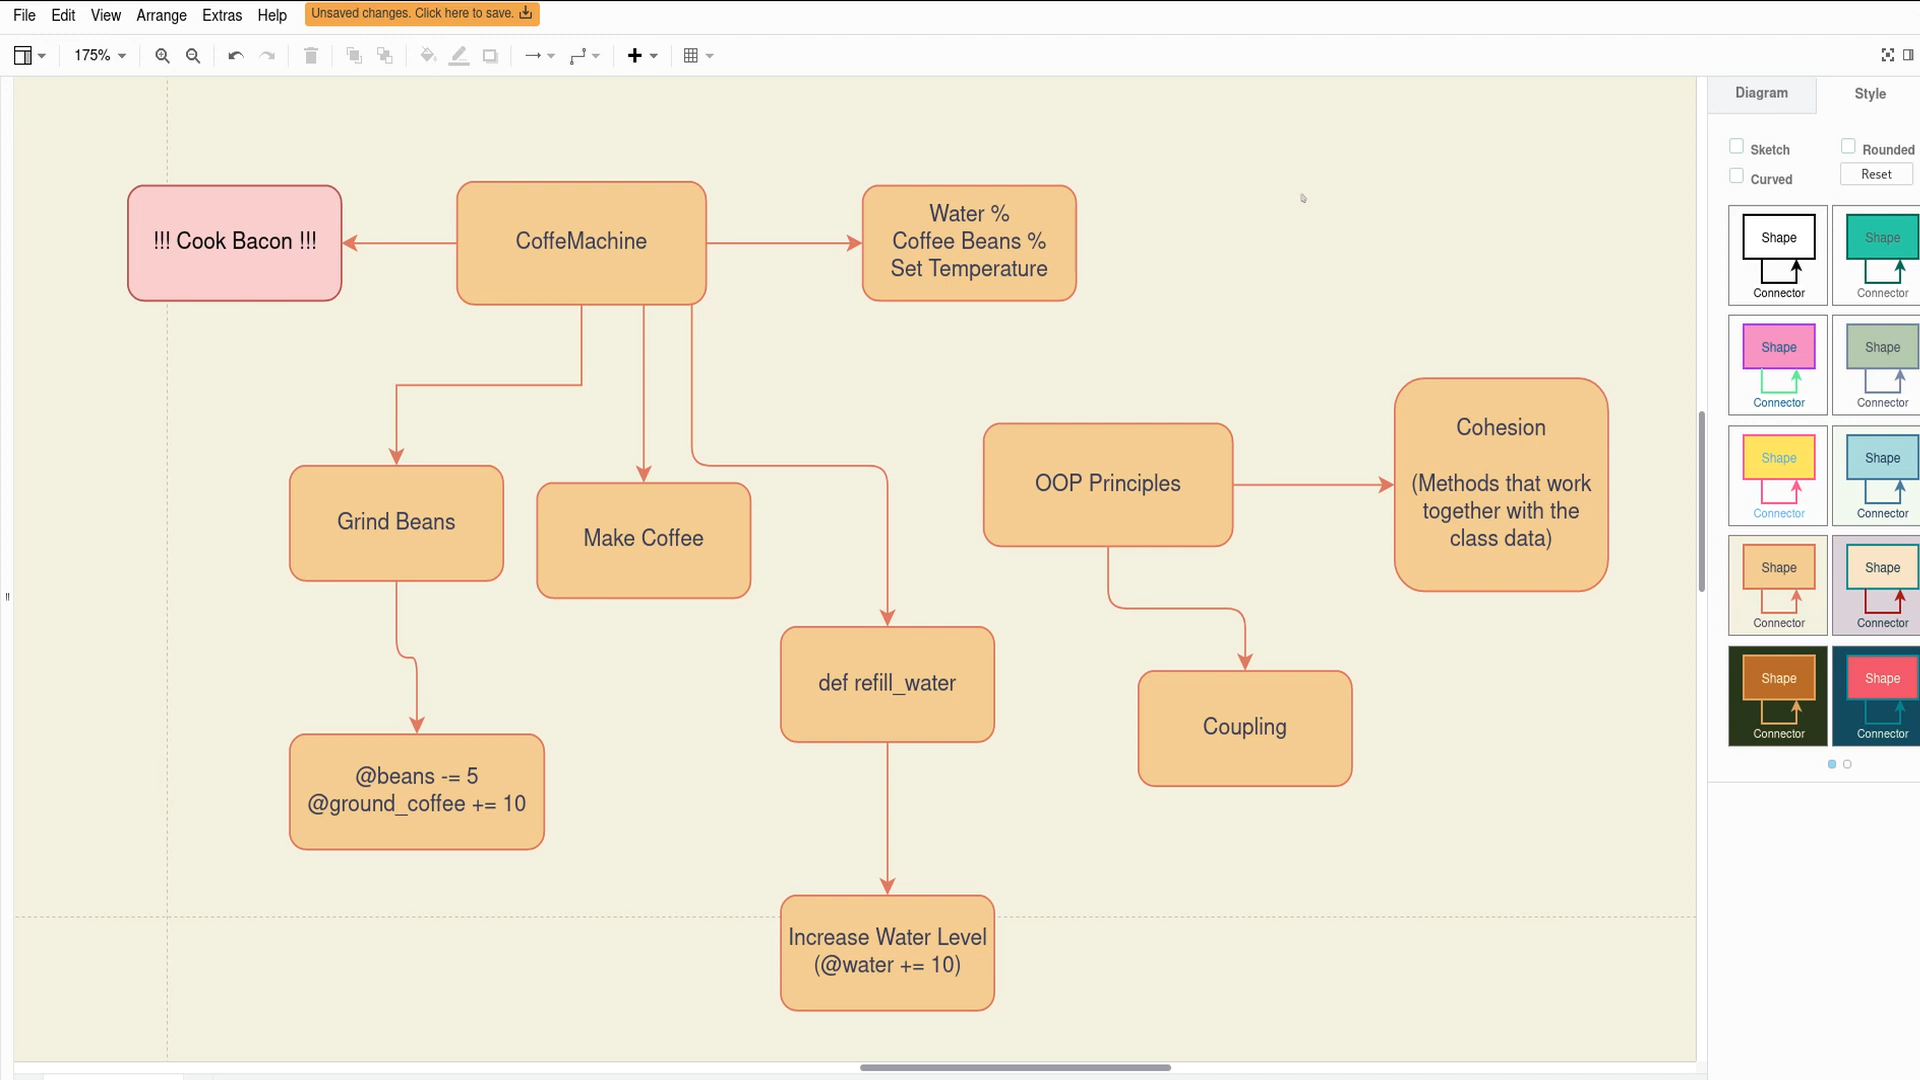 File Edit View Arrange Extras Help Unsaved changes. Click here to save.
175%
Diagram Style
Sketch Rounded
Curved Reset
!!! Cook Bacon !!!
CoffeMachine
Water %
Coffee Beans %
Set Temperature
Grind Beans
Make Coffee
OOP Principles
Cohesion
(Methods that work
together with the
class data)
def refill_water
Coupling
@beans -= 5
@ground_coffee += 10
Increase Water Level
(@water += 10)
Shape Shape
Connector Connector
Shape Shape
Connector Connector
Shape Shape
Connector Connector
Shape Shape
Connector Connector
Shape Shape
Connector Connector